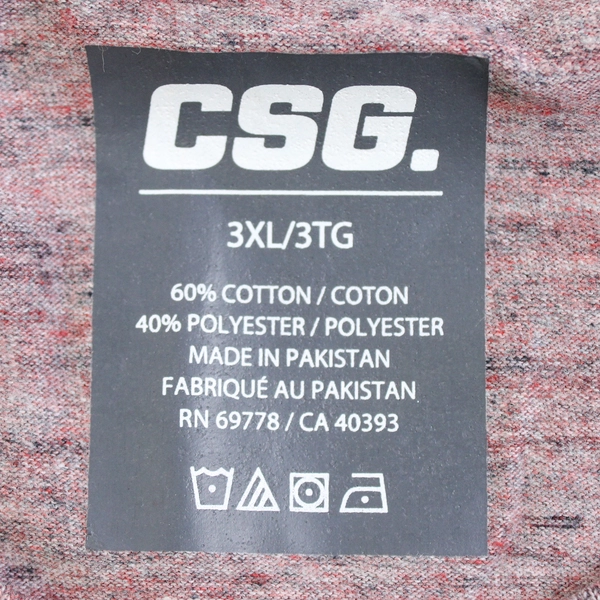 CSG.
3XL/3TG
60% COTTON / COTON
40% POLYESTER / POLYESTER
MADE IN PAKISTAN
FABRIQUÉ AU PAKISTAN
RN 69778 / CA 40393